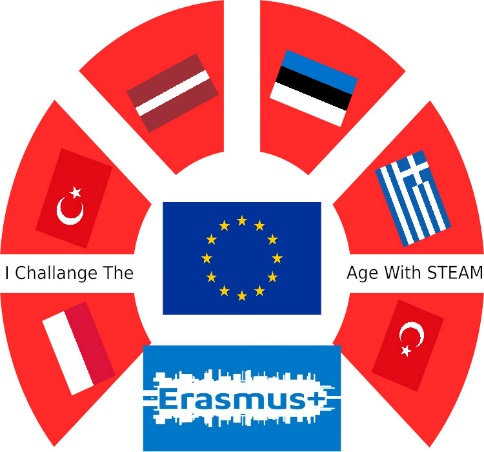 I Challange The
Age With STEAM
Erasmus+